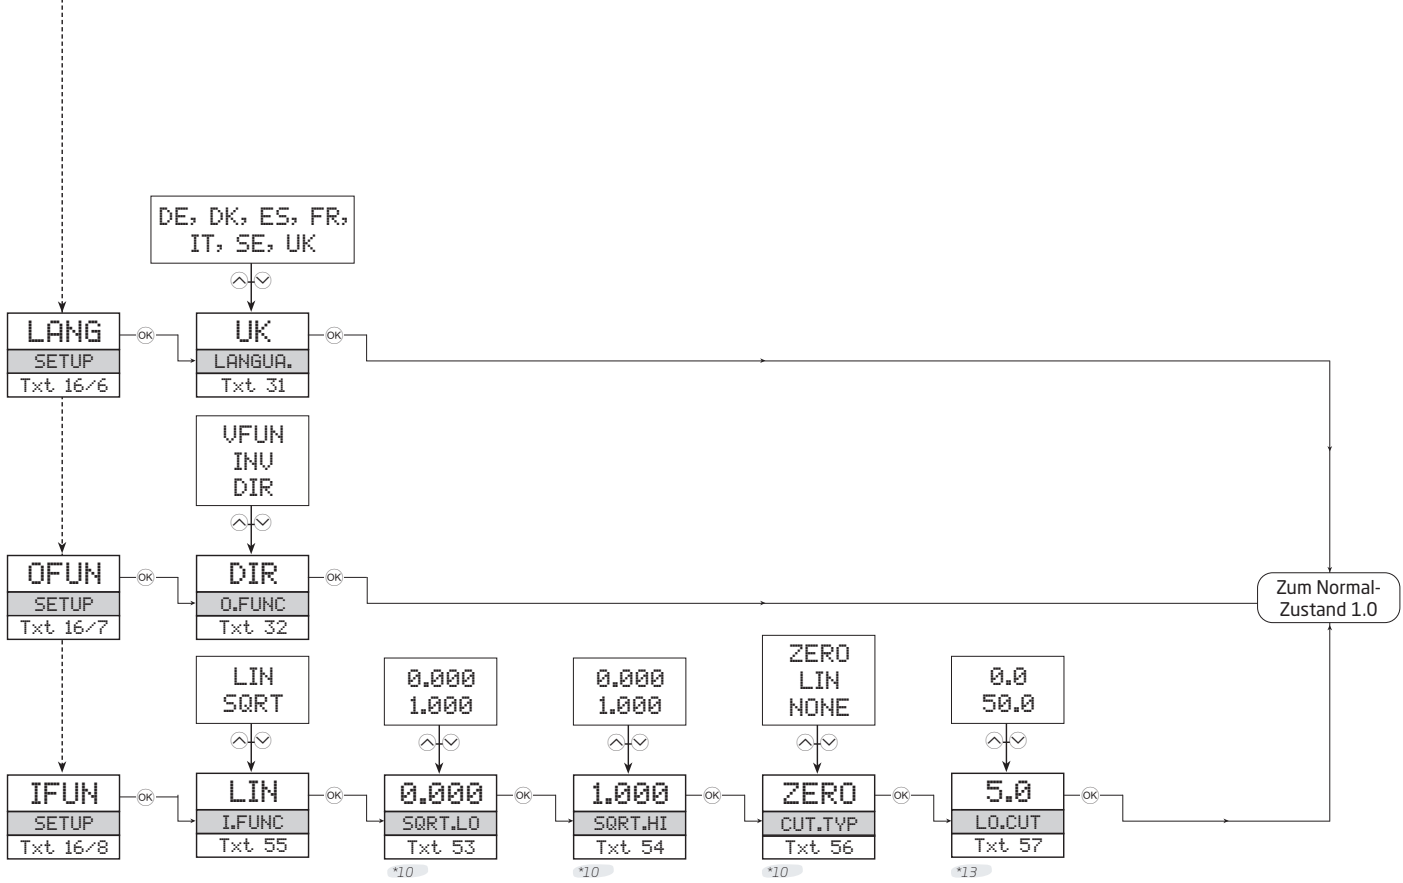 DE, DK, ES, FR,
IT, SE, UK
LANG
SETUP
Txt 16/6
OK
UK
LANGUA.
Txt 31
OK
VFUN
INV
DIR
OFUN
SETUP
Txt 16/7
OK
DIR
O.FUNC
Txt 32
OK
Zum Normal-
Zustand 1.0
LIN
SQRT
0.000
1.000
0.000
1.000
ZERO
LIN
NONE
0.0
50.0
IFUN
SETUP
Txt 16/8
OK
LIN
I.FUNC
Txt 55
OK
0.000
SQRT.LO
Txt 53
*10
OK
1.000
SQRT.HI
Txt 54
*10
OK
ZERO
CUT.TYP
Txt 56
*10
OK
5.0
LO.CUT
Txt 57
*13
OK